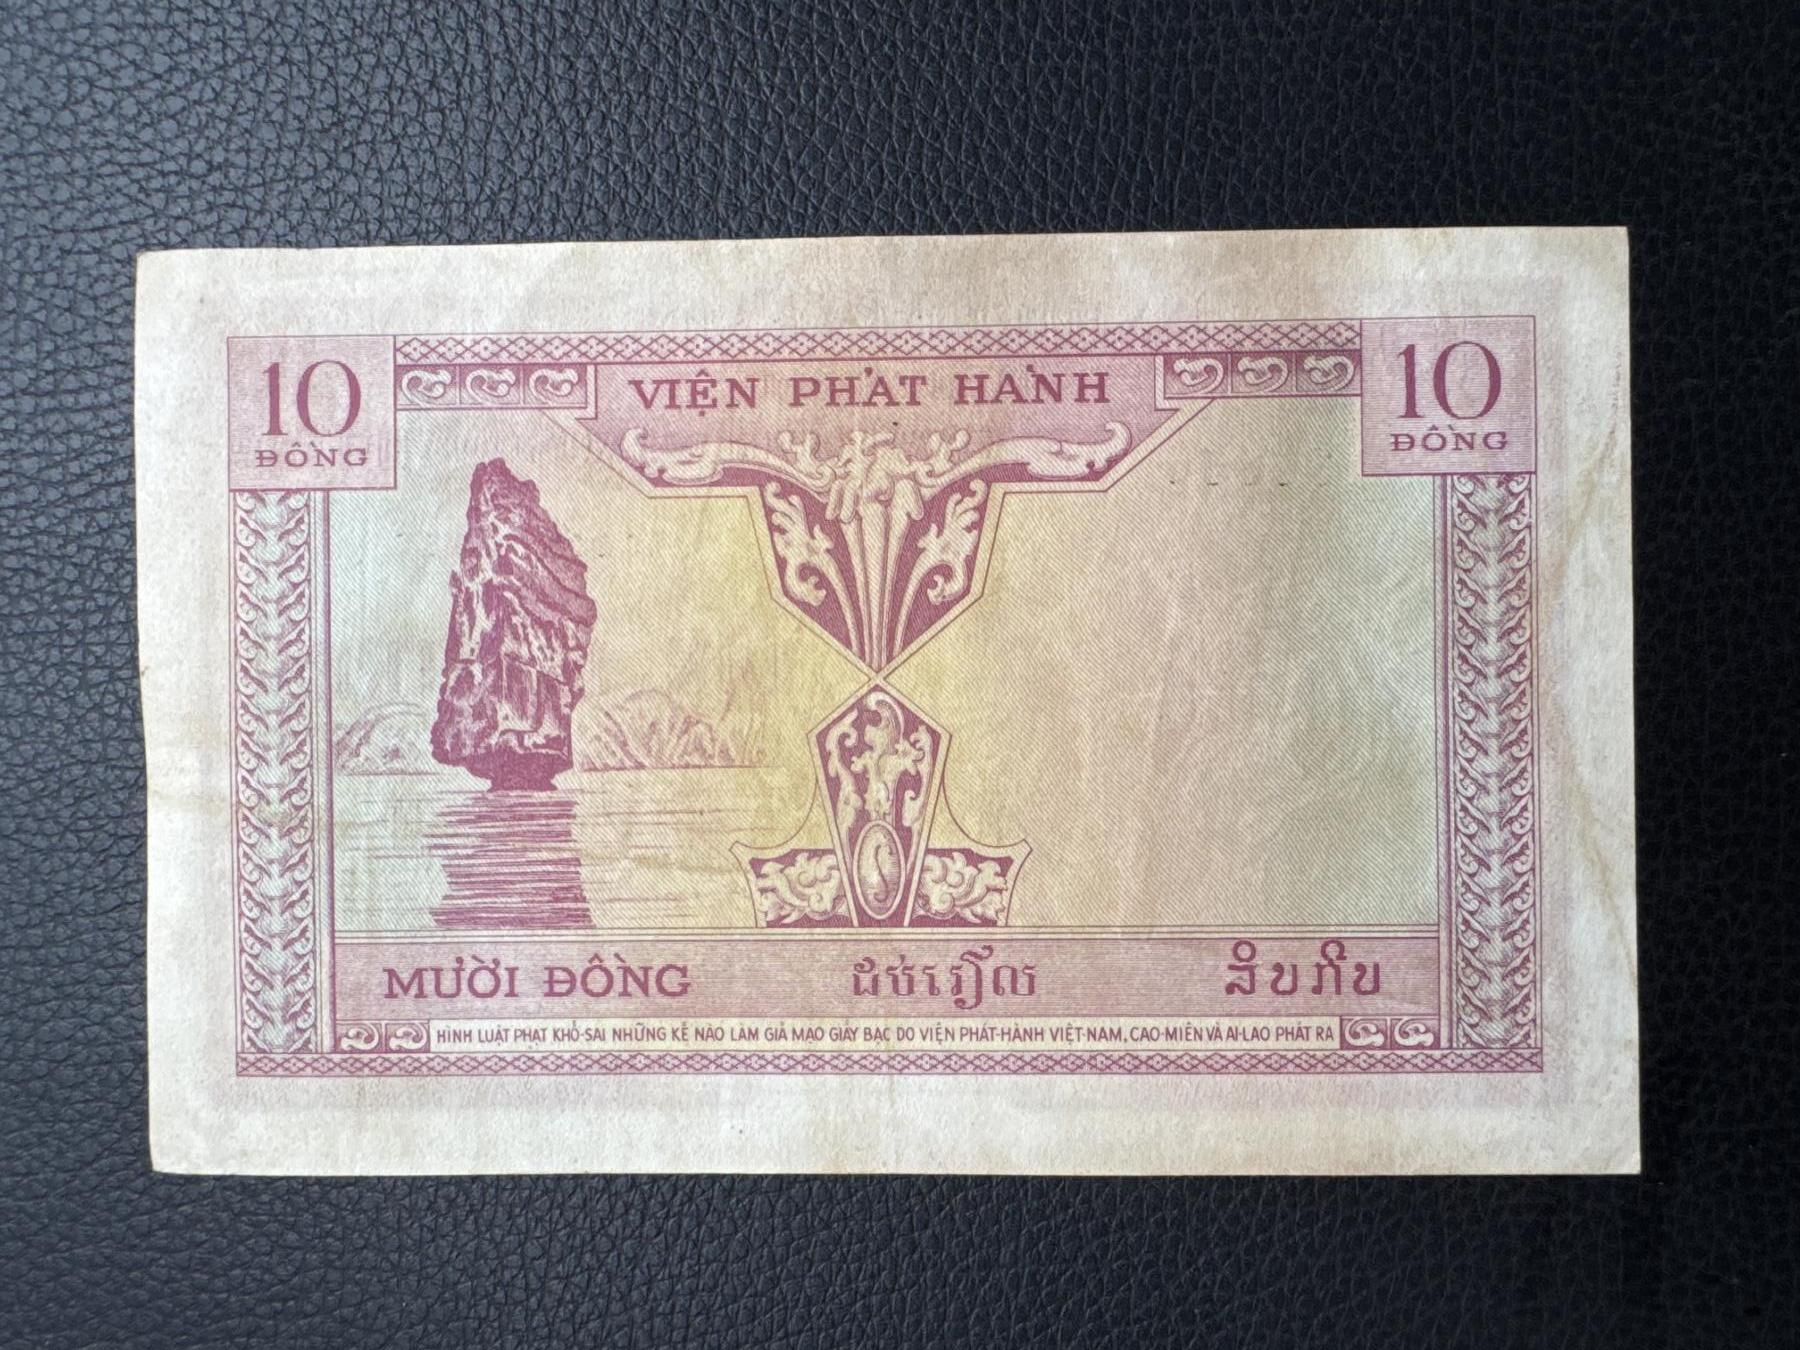 VIỆN PHÁT HÀNH
10
ĐỒNG
10
ĐỒNG
MƯỜI ĐỒNG
ដប់រៀល
ສິບກີບ
HÌNH LUẬT PHẠT KHỔ-SAI NHỮNG KẺ NÀO LÀM GIẢ MẠO GIẤY BẠC DO VIỆN PHÁT-HÀNH VIỆT-NAM, CAO-MIÊN VÀ AI-LAO PHÁT RA